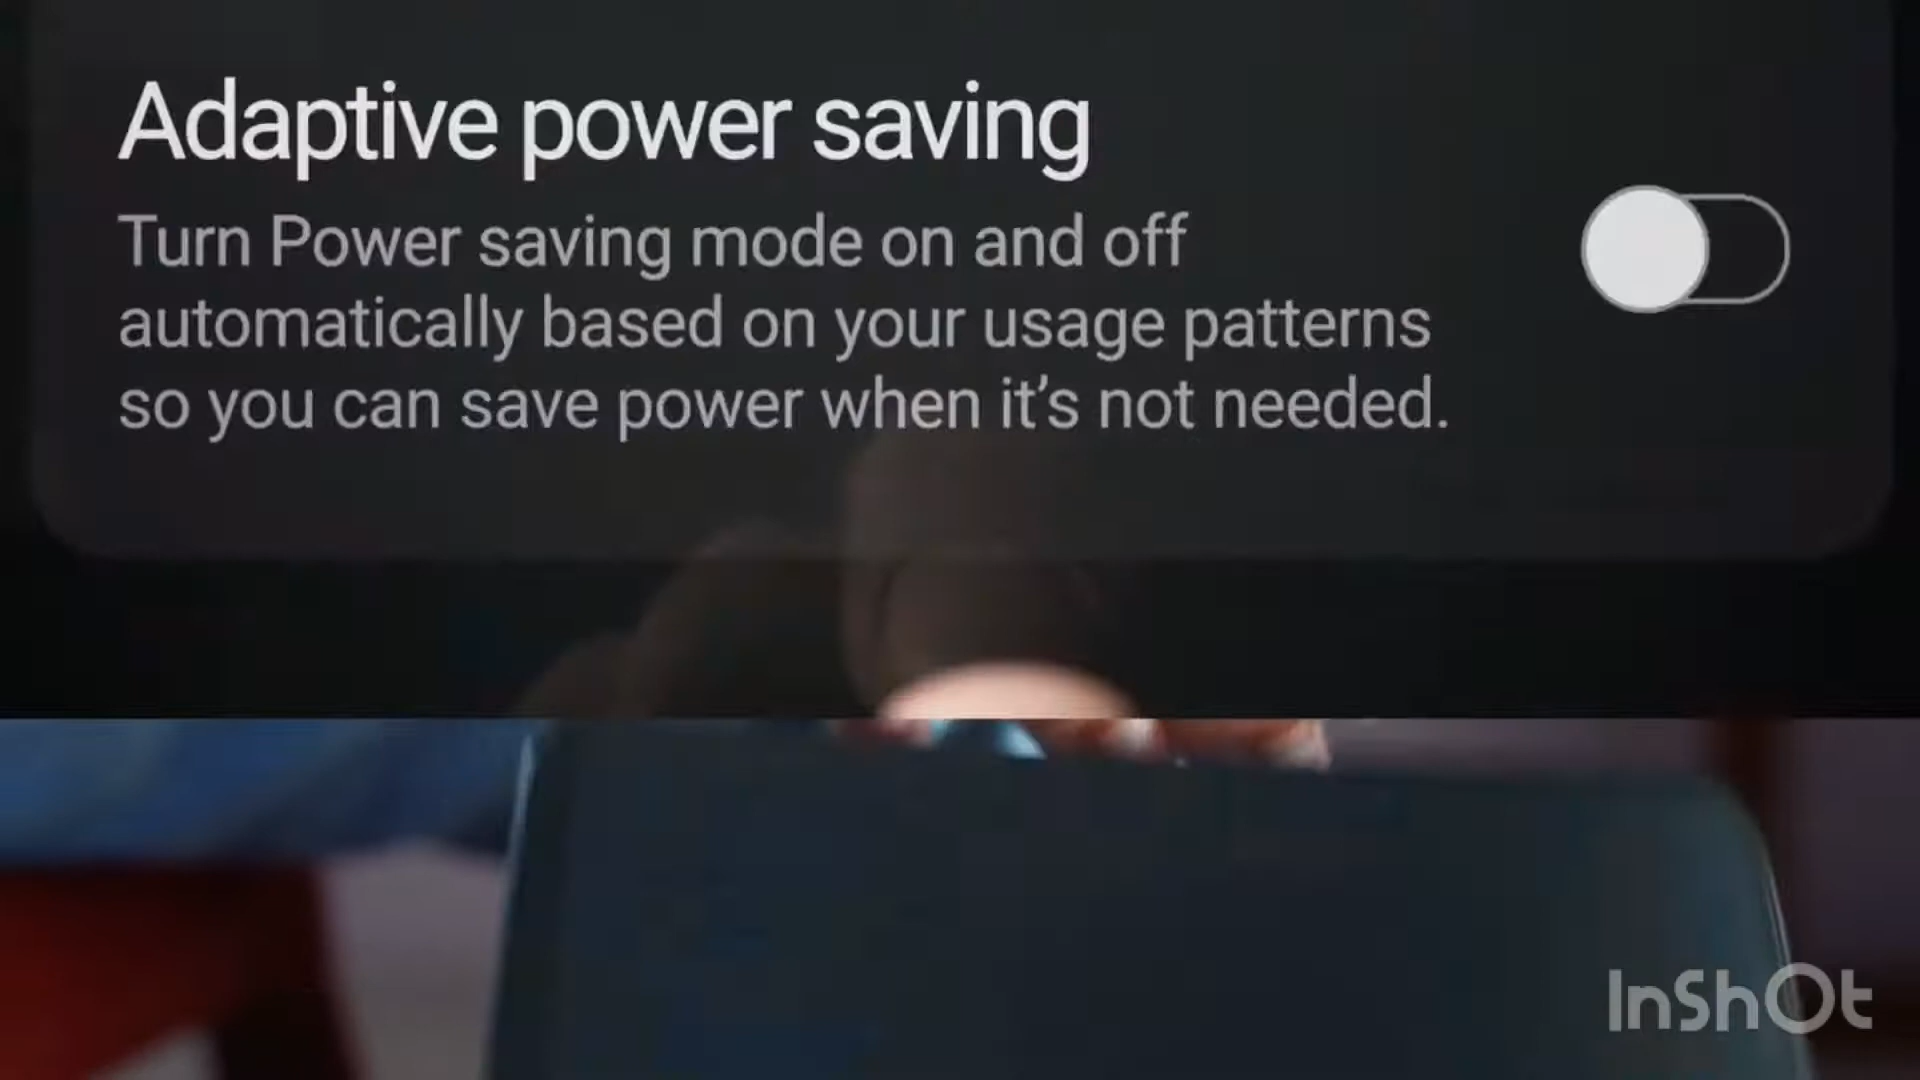 Adaptive power saving
Turn Power saving mode on and off
automatically based on your usage patterns
so you can save power when it's not needed.
InShOt